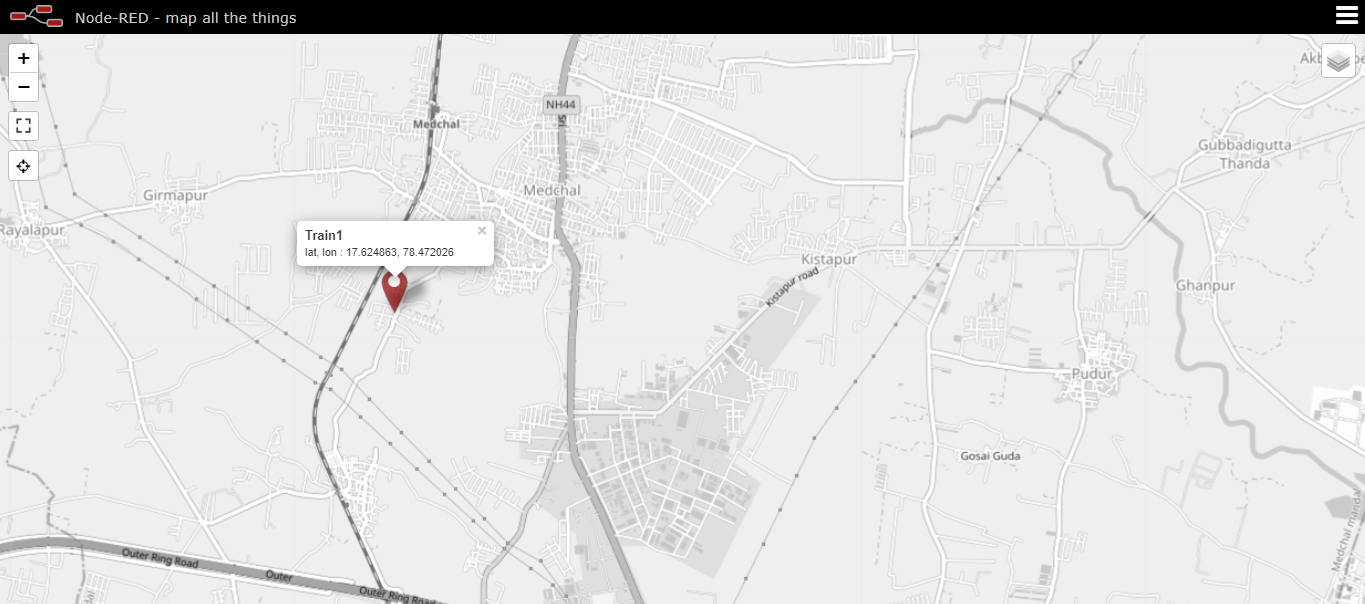 Node-RED - map all the things
+
−
NH44
Medchal
Medchal
Gubbadigutta
Thanda
Girmapur
Rayalapur
Train1
×
lat, lon : 17.624863, 78.472026
Kistapur
Kistapur road
Ghanpur
Pudur
Gosai Guda
Medchal mandal
Outer Ring Road
Outer
Outer Ring Road